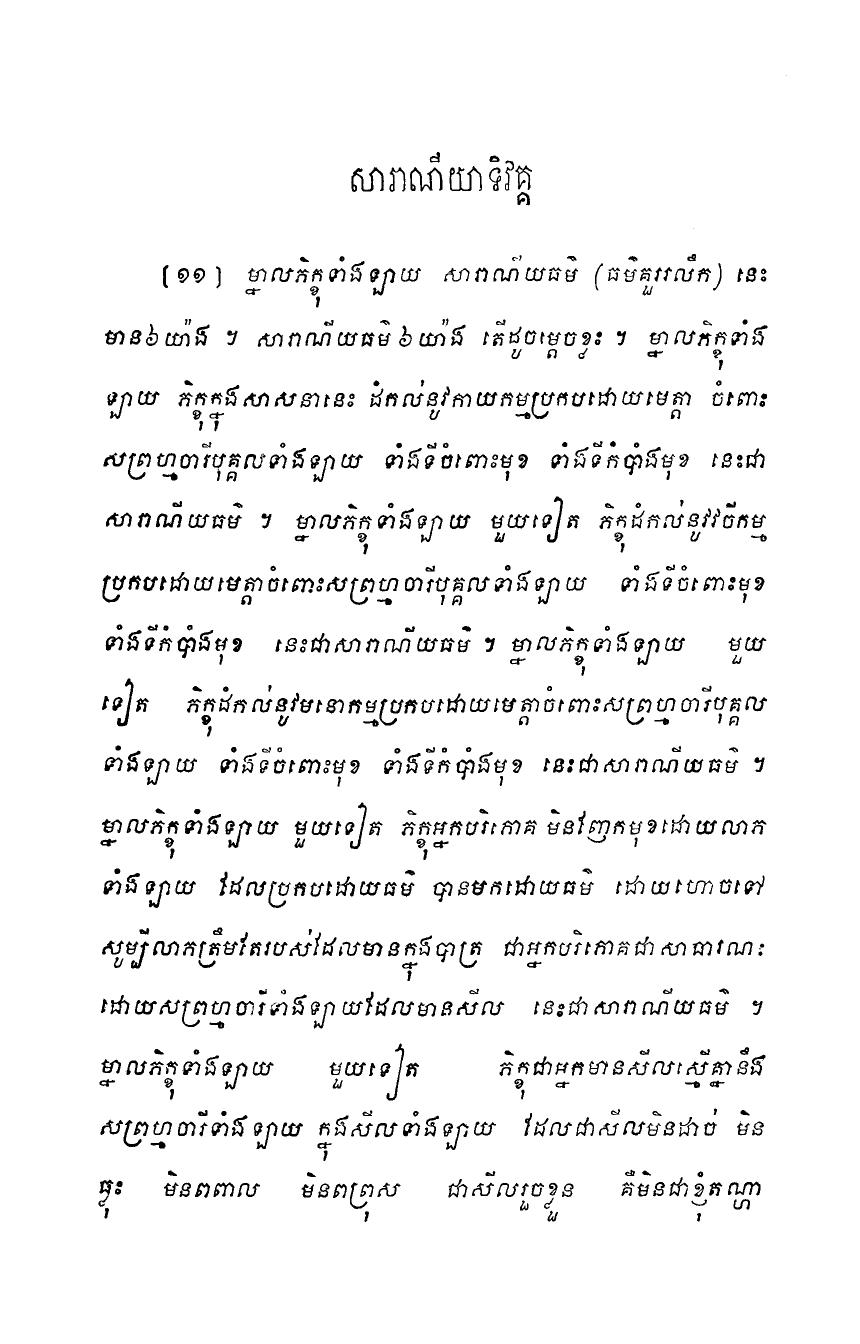 សារាណីយាទិវគ្គ
[១១] ម្នាលភិក្ខុទាំងឡាយ សារាណីយធម៌ (ធម៌គួររលឹក) នេះ
មាន៦យ៉ាង ។ សារាណីយធម៌៦យ៉ាង តើដូចម្តេចខ្លះ ។ ម្នាលភិក្ខុទាំង
ឡាយ ភិក្ខុក្នុងសាសនានេះ ដំកល់នូវកាយកម្មប្រកបដោយមេត្តា ចំពោះ
សព្រហ្មចារីបុគ្គលទាំងឡាយ ទាំងទីចំពោះមុខ ទាំងទីកំបាំងមុខ នេះជា
សារាណីយធម៌ ។ ម្នាលភិក្ខុទាំងឡាយ មួយទៀត ភិក្ខុដំកល់នូវវចីកម្ម
ប្រកបដោយមេត្តាចំពោះសព្រហ្មចារីបុគ្គលទាំងឡាយ ទាំងទីចំពោះមុខ
ទាំងទីកំបាំងមុខ នេះជាសារាណីយធម៌ ។ ម្នាលភិក្ខុទាំងឡាយ មួយ
ទៀត ភិក្ខុដំកល់នូវមនោកម្មប្រកបដោយមេត្តាចំពោះសព្រហ្មចារីបុគ្គល
ទាំងឡាយ ទាំងទីចំពោះមុខ ទាំងទីកំបាំងមុខ នេះជាសារាណីយធម៌ ។
ម្នាលភិក្ខុទាំងឡាយ មួយទៀត ភិក្ខុអ្នកបរិភោគ មិនញែកមុខដោយលាភ
ទាំងឡាយ ដែលប្រកបដោយធម៌ បានមកដោយធម៌ ដោយហោចទៅ
សូម្បីលាភត្រឹមតែរបស់ដែលមានក្នុងបាត្រ ជាអ្នកបរិភោគជាសាធារណៈ
ដោយសព្រហ្មចារីទាំងឡាយដែលមានសីល នេះជាសារាណីយធម៌ ។
ម្នាលភិក្ខុទាំងឡាយ មួយទៀត ភិក្ខុជាអ្នកមានសីលស្មើគ្នានឹង
សព្រហ្មចារីទាំងឡាយ ក្នុងសីលទាំងឡាយ ដែលជាសីលមិនដាច់ មិន
ធ្លុះ មិនពពាល មិនពព្រុស ជាសីលរួចខ្លួន គឺមិនជាខ្ញុំតណ្ហា